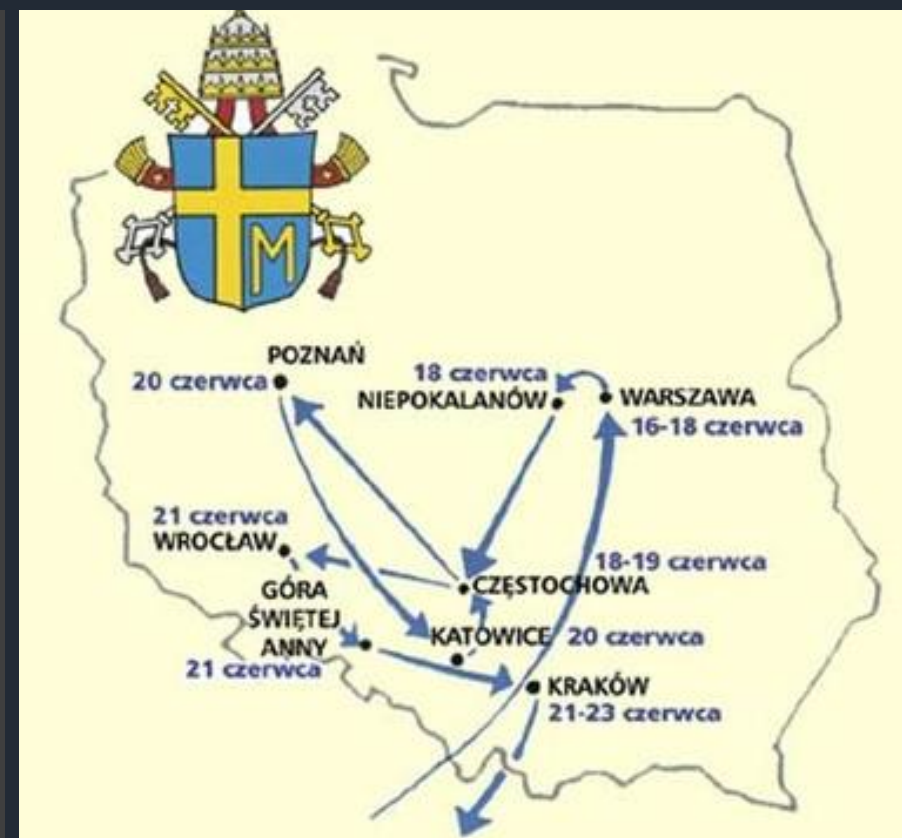 M
POZNAŃ
20 czerwca
18 czerwca
NIEPOKALANÓW
WARSZAWA
16-18 czerwca
21 czerwca
WROCŁAW
18-19 czerwca
CZĘSTOCHOWA
GÓRA
ŚWIĘTEJ
ANNY
21 czerwca
KATOWICE
20 czerwca
KRAKÓW
21-23 czerwca